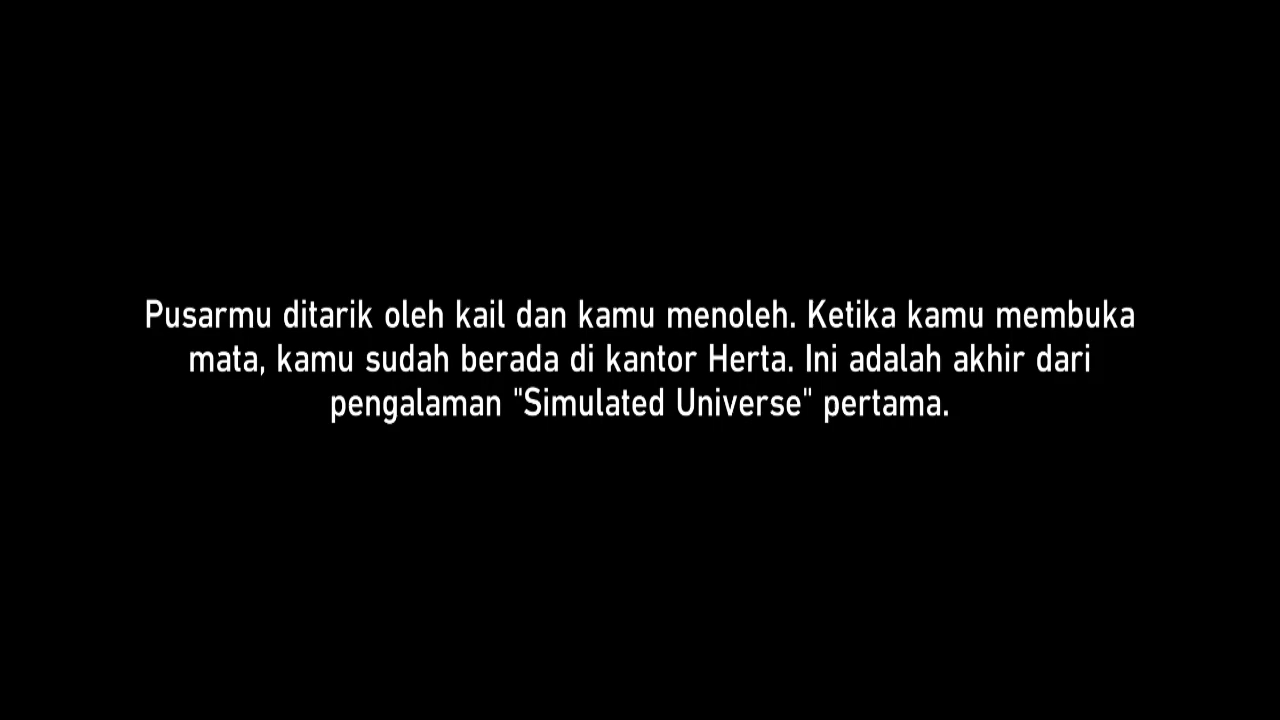 Pusarmu ditarik oleh kail dan kamu menoleh. Ketika kamu membuka
mata, kamu sudah berada di kantor Herta. Ini adalah akhir dari
pengalaman "Simulated Universe" pertama.